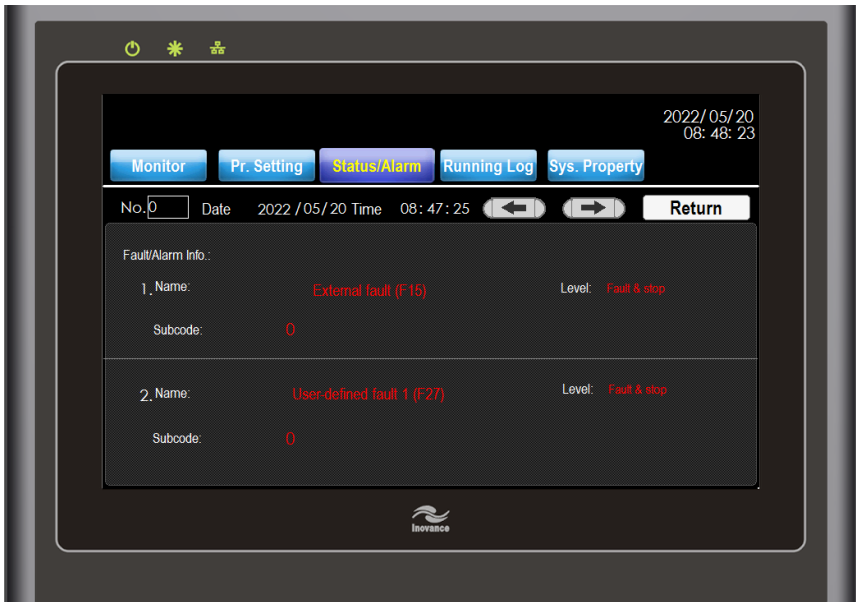 2022/05/20
08:48:23
Monitor Pr. Setting Status/Alarm Running Log Sys. Property
No.0 Date 2022/05/20 Time 08:47:25 Return
Fault/Alarm Info.:
1. Name: External fault (F15) Level: Fault & stop
Subcode: 0
2. Name: User-defined fault 1 (F27) Level: Fault & stop
Subcode: 0
inovance